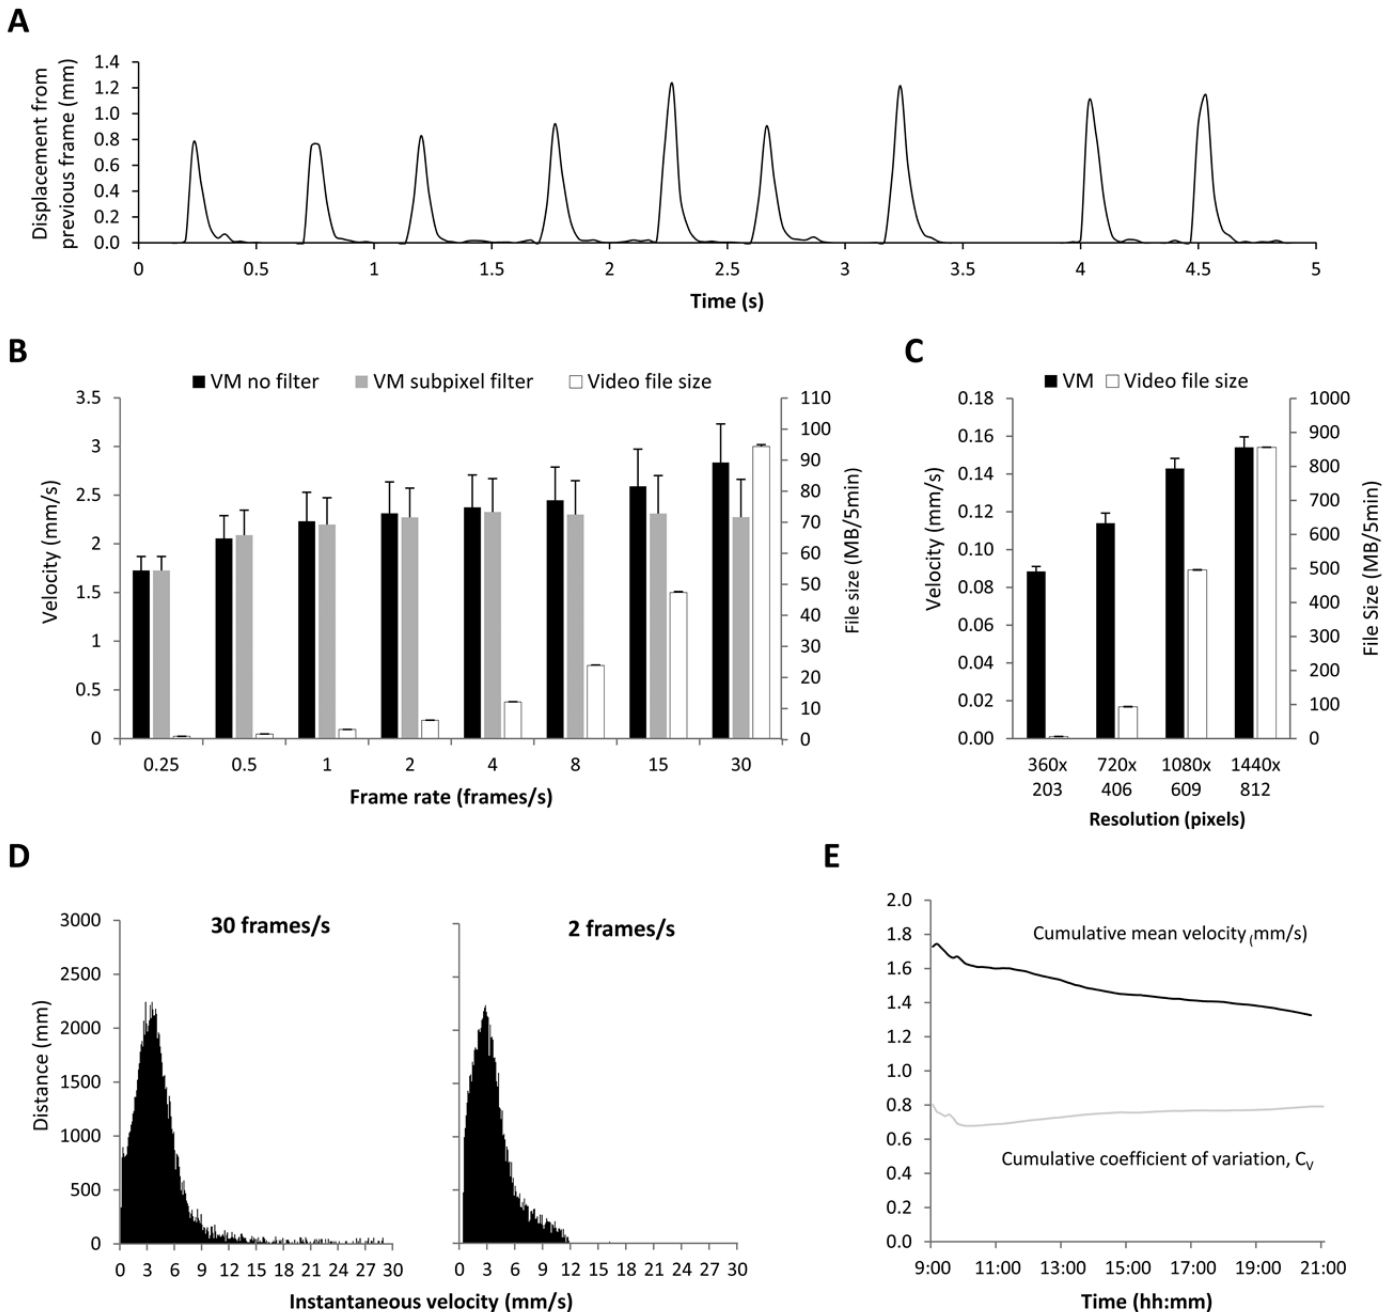 A
Displacement from
previous frame (mm)
1.4
1.2
1.0
0.8
0.6
0.4
0.2
0.0
0 0.5 1 1.5 2 2.5 3 3.5 4 4.5 5
Time (s)
B
VM no filter VM subpixel filter Video file size
Velocity (mm/s)
3.5
3
2.5
2
1.5
1
0.5
0
110
100
90
80
70
60
50
40
30
20
10
0
File size (MB/5min)
0.25 0.5 1 2 4 8 15 30
Frame rate (frames/s)
C
VM Video file size
Velocity (mm/s)
0.18
0.16
0.14
0.12
0.10
0.08
0.06
0.04
0.02
0.00
1000
900
800
700
600
500
400
300
200
100
0
File Size (MB/5min)
360x 720x 1080x 1440x
203 406 609 812
Resolution (pixels)
D
30 frames/s 2 frames/s
Distance (mm)
3000
2500
2000
1500
1000
500
0
0 3 6 9 12 15 18 21 24 27 30 0 3 6 9 12 15 18 21 24 27 30
Instantaneous velocity (mm/s)
E
2.0
1.8
1.6
1.4
1.2
1.0
0.8
0.6
0.4
0.2
0.0
Cumulative mean velocity (mm/s)
Cumulative coefficient of variation, CV
9:00 11:00 13:00 15:00 17:00 19:00 21:00
Time (hh:mm)